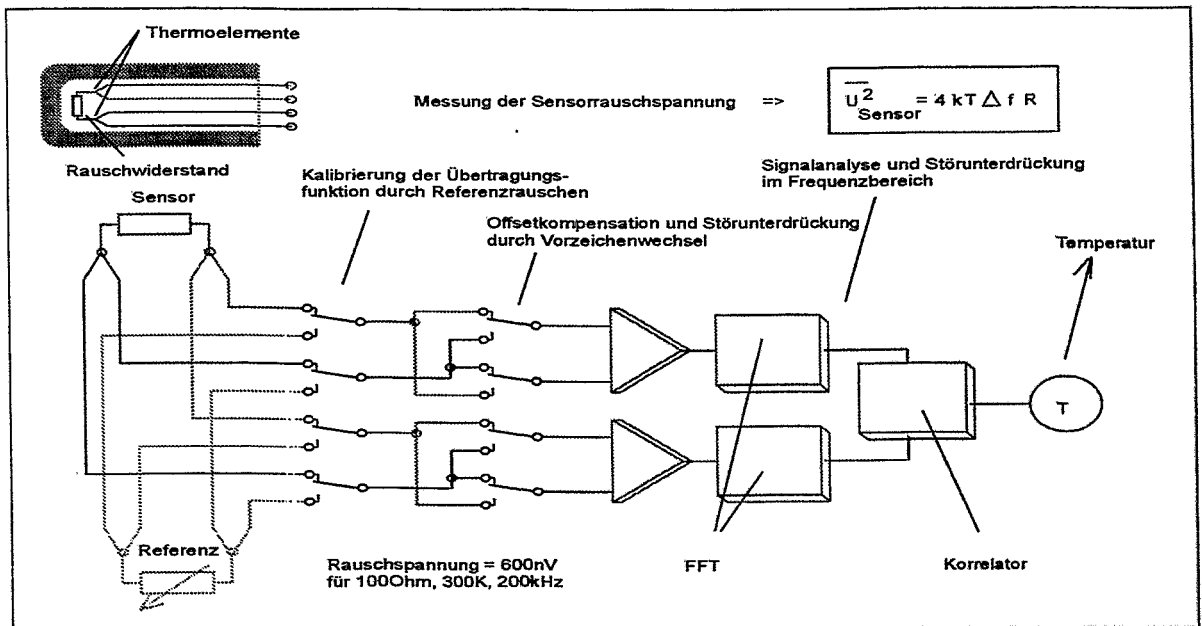 Thermoelemente
Messung der Sensorrauschspannung =>
U² Sensor = 4 kT Δ f R
Rauschwiderstand
Sensor
Kalibrierung der Übertragungs-
funktion durch Referenzrauschen
Offsetkompensation und Störunterdrückung
durch Vorzeichenwechsel
Signalanalyse und Störunterdrückung
im Frequenzbereich
Temperatur
T
Referenz
Rauschspannung = 600nV
für 100Ohm, 300K, 200kHz
FFT
Korrelator